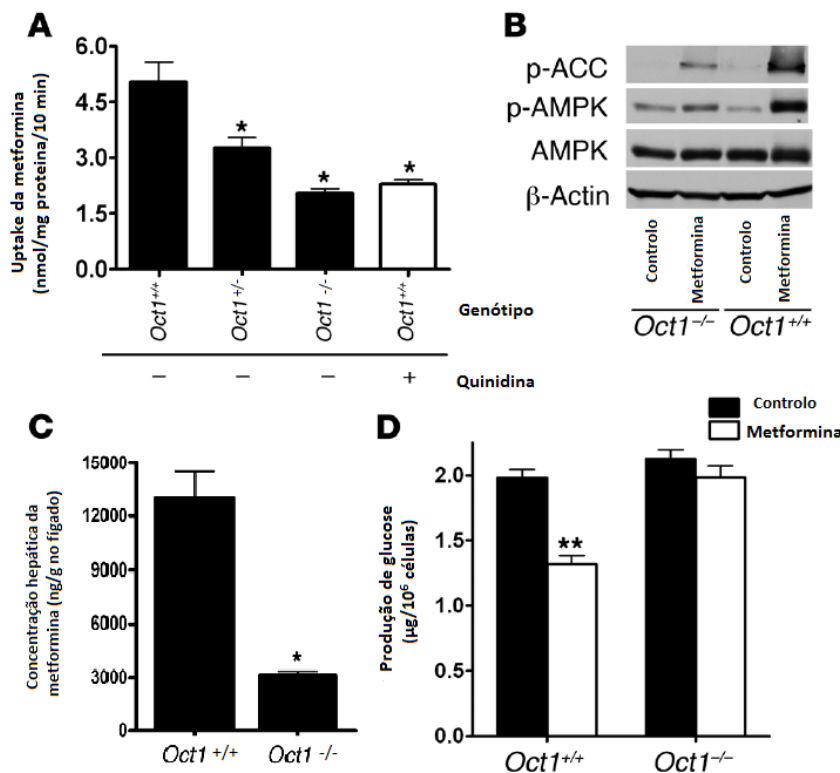 A
Uptake da metformina
(nmol/mg proteina/10 min)
6.0
4.5
3.0
1.5
0.0
*
*
*
Oct1+/+
Oct1 +/-
Oct1 -/-
Oct1+/+
Genótipo
– – – +
Quinidina
B
p-ACC
p-AMPK
AMPK
β-Actin
Controlo
Metformina
Controlo
Metformina
Oct1–/– Oct1+/+
C
Concentração hepática da
metformina (ng/g no fígado)
15000
12000
9000
6000
3000
0
*
Oct1 +/+ Oct1 -/-
D
Controlo
Metformina
Produção de glucose
(µg/10⁶ células)
2.0
1.5
1.0
0.5
0.0
**
Oct1+/+ Oct1–/–